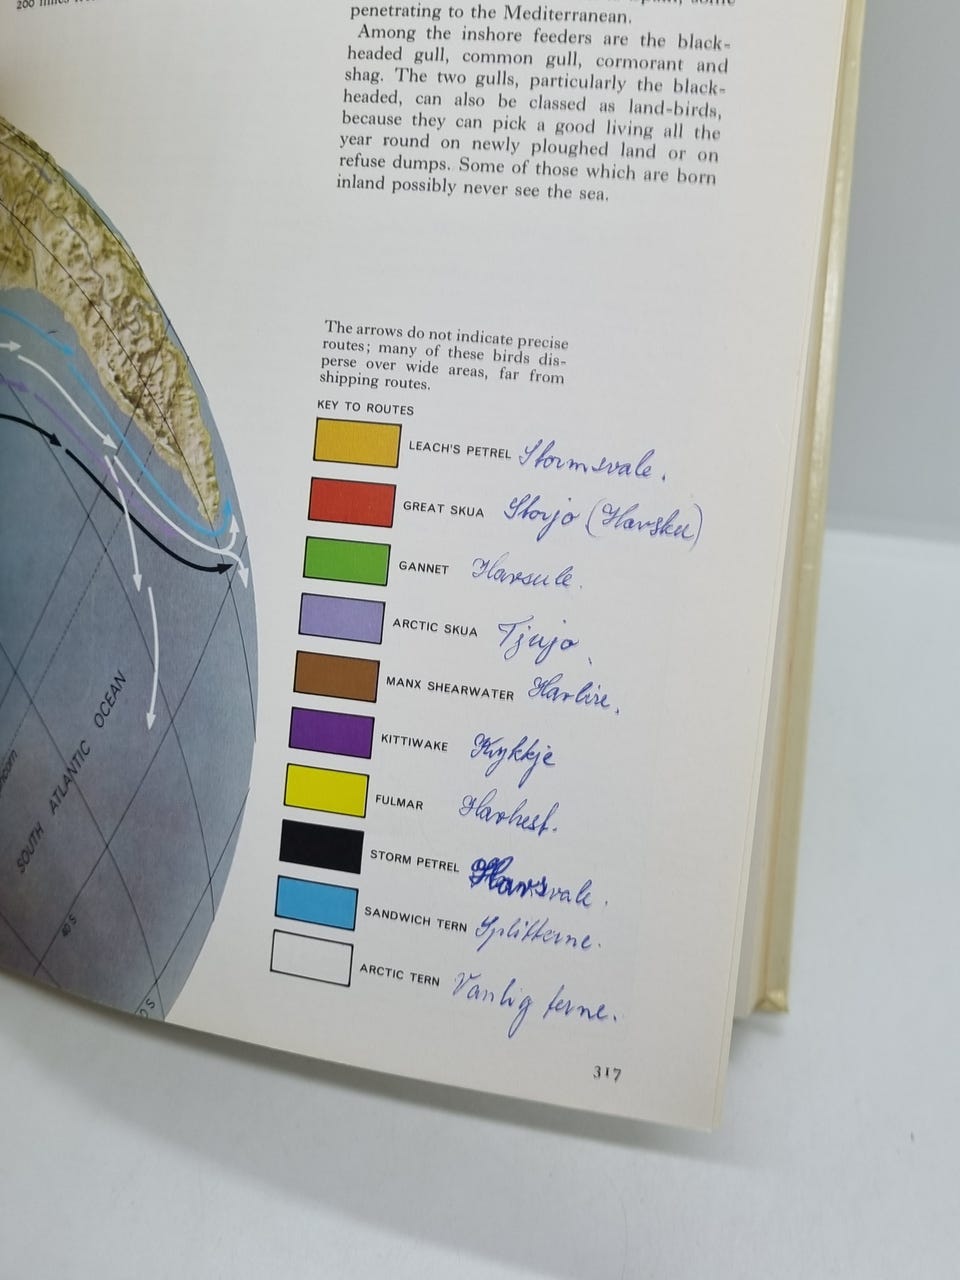 penetrating to the Mediterranean.
Among the inshore feeders are the black-
headed gull, common gull, cormorant and
shag. The two gulls, particularly the black-
headed, can also be classed as land-birds,
because they can pick a good living all the
year round on newly ploughed land or on
refuse dumps. Some of those which are born
inland possibly never see the sea.
The arrows do not indicate precise
routes; many of these birds dis-
perse over wide areas, far from
shipping routes.
KEY TO ROUTES
LEACH'S PETREL Stormsvale.
GREAT SKUA Storjo (Havsku)
GANNET Havsule.
ARCTIC SKUA Tjujo.
MANX SHEARWATER Havlire.
KITTIWAKE Krykkje
FULMAR Havhest.
STORM PETREL Havsvale.
SANDWICH TERN Splitterne.
ARCTIC TERN Vanlig terne.
SOUTH ATLANTIC OCEAN
40 S
317